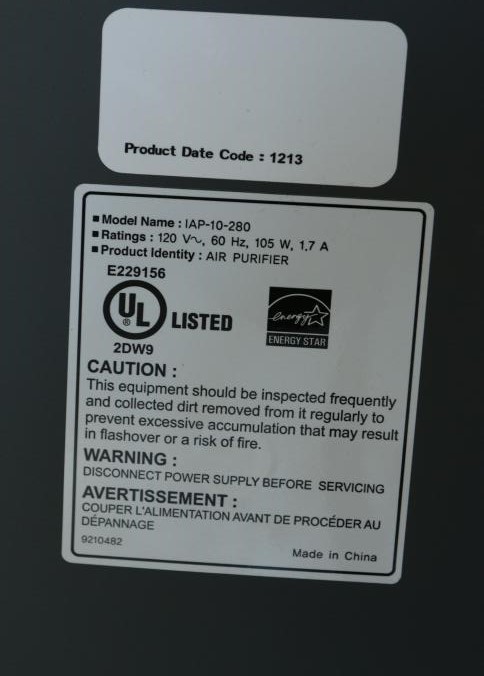 Product Date Code : 1213
▪ Model Name : IAP-10-280
▪ Ratings : 120 V～, 60 Hz, 105 W, 1.7 A
▪ Product Identity : AIR PURIFIER
E229156
UL
®
LISTED
2DW9
energy
ENERGY STAR
CAUTION :
This equipment should be inspected frequently
and collected dirt removed from it regularly to
prevent excessive accumulation that may result
in flashover or a risk of fire.
WARNING :
DISCONNECT POWER SUPPLY BEFORE SERVICING
AVERTISSEMENT :
COUPER L'ALIMENTATION AVANT DE PROCÉDER AU
DÉPANNAGE
9210482
Made in China